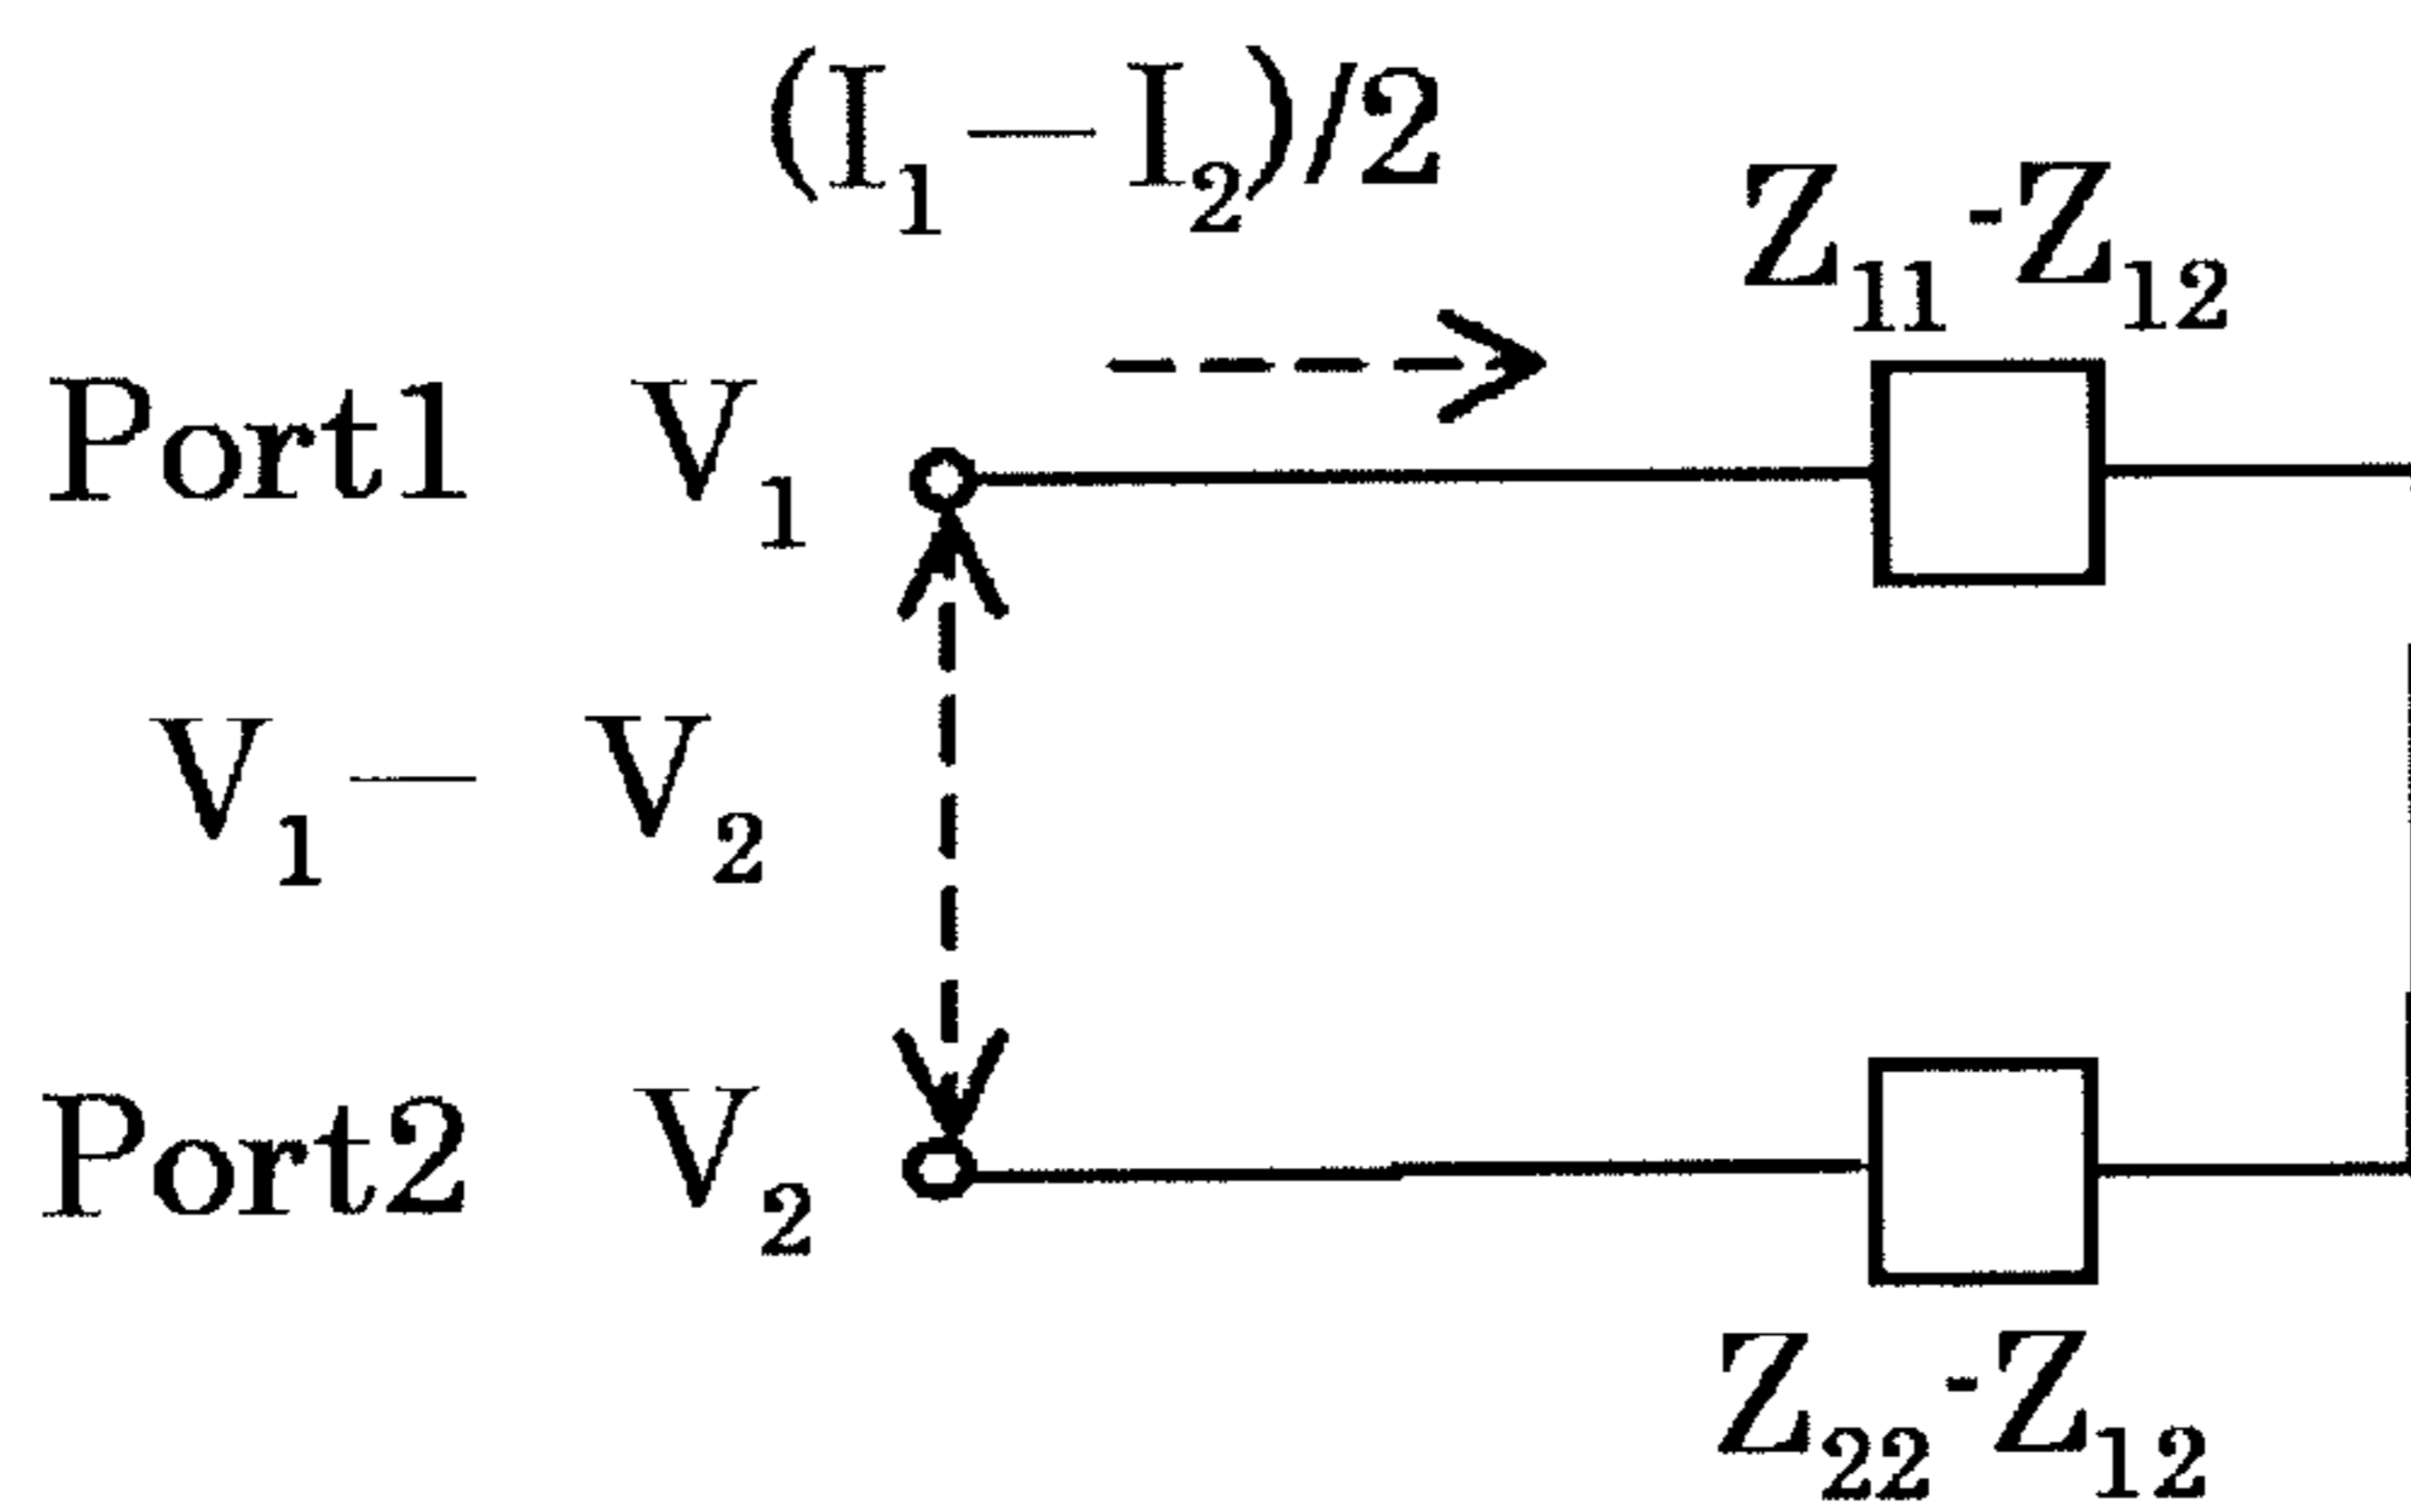 (I₁—I₂)/2
Z₁₁-Z₁₂
Port1 V₁
V₁— V₂
Port2 V₂
Z₂₂-Z₁₂